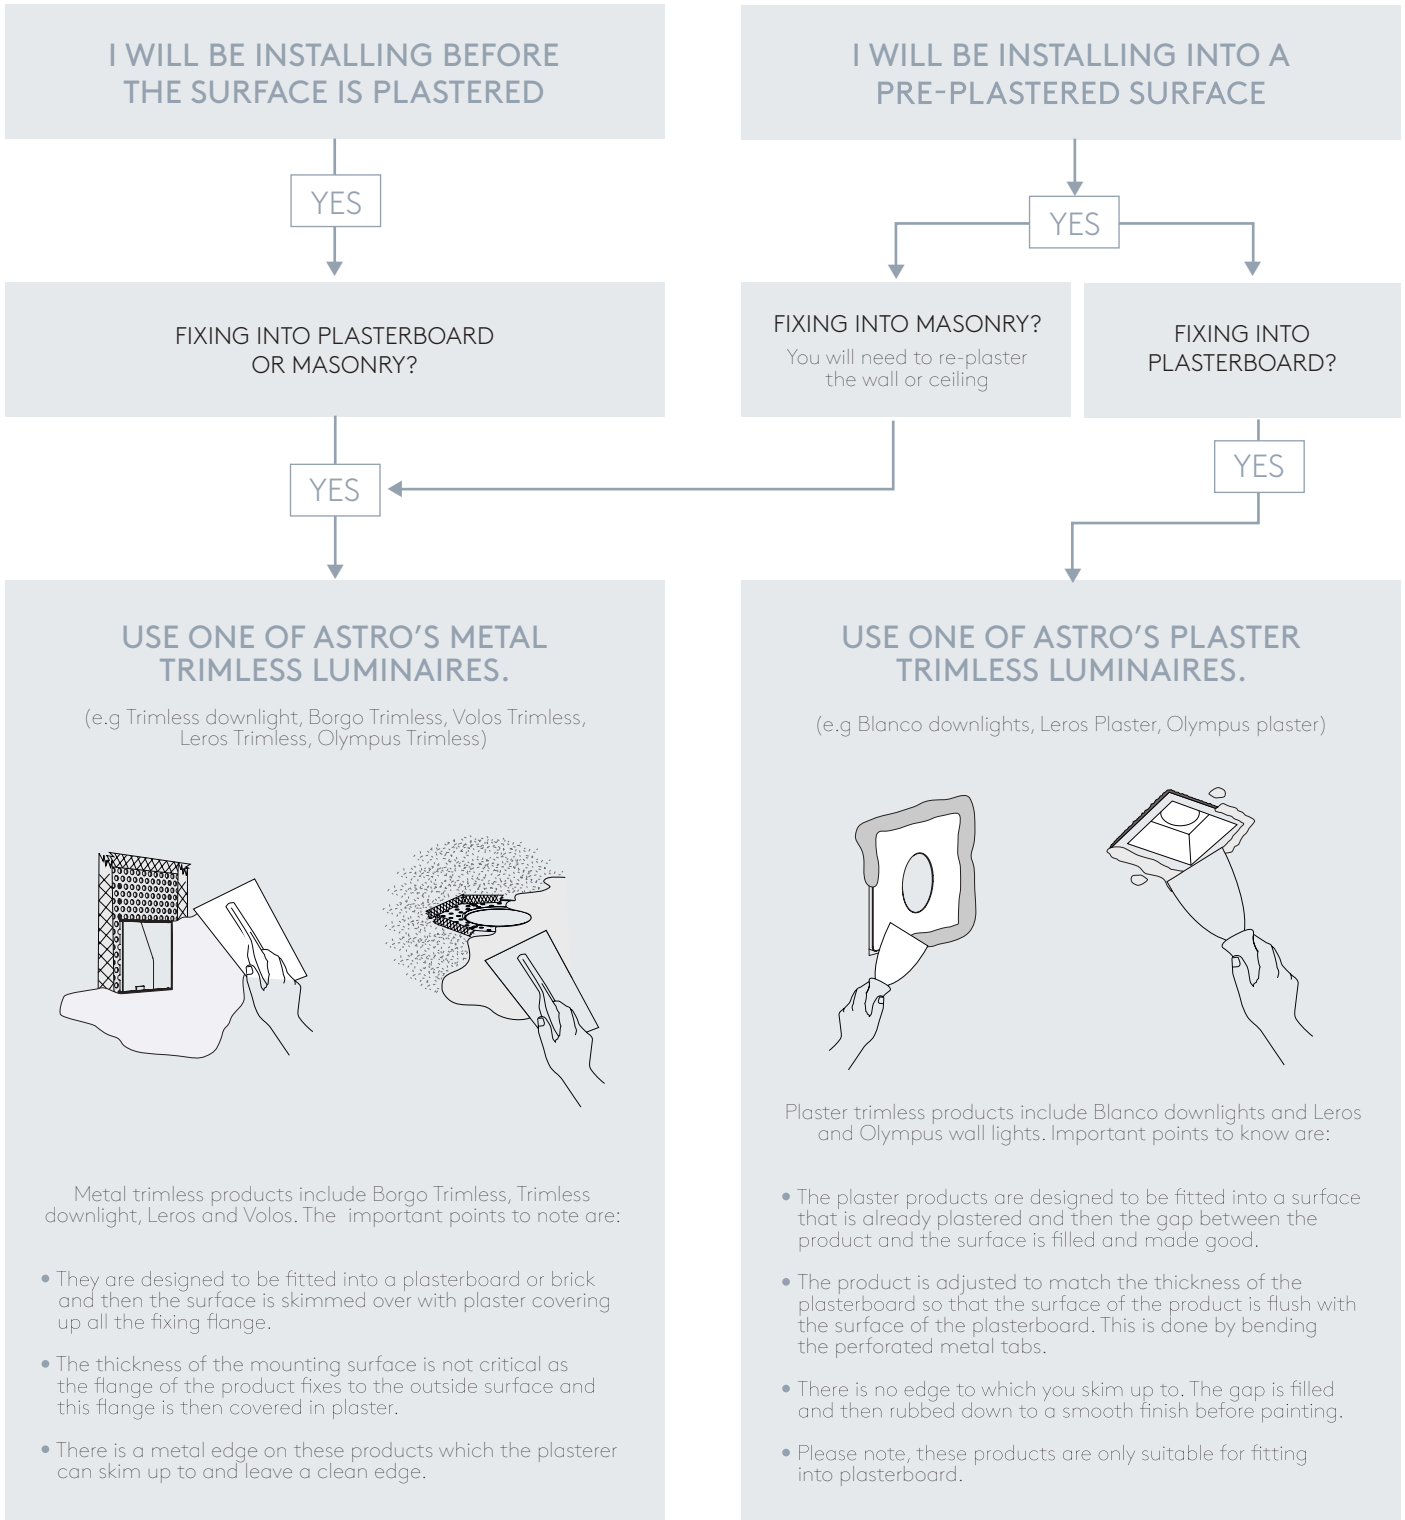 I WILL BE INSTALLING BEFORE
THE SURFACE IS PLASTERED
YES
FIXING INTO PLASTERBOARD
OR MASONRY?
YES
USE ONE OF ASTRO'S METAL
TRIMLESS LUMINAIRES.
(e.g Trimless downlight, Borgo Trimless, Volos Trimless,
Leros Trimless, Olympus Trimless)
Metal trimless products include Borgo Trimless, Trimless
downlight, Leros and Volos. The important points to note are:
• They are designed to be fitted into a plasterboard or brick
and then the surface is skimmed over with plaster covering
up all the fixing flange.
• The thickness of the mounting surface is not critical as
the flange of the product fixes to the outside surface and
this flange is then covered in plaster.
• There is a metal edge on these products which the plasterer
can skim up to and leave a clean edge.
I WILL BE INSTALLING INTO A
PRE-PLASTERED SURFACE
YES
FIXING INTO MASONRY?
You will need to re-plaster
the wall or ceiling
FIXING INTO
PLASTERBOARD?
YES
USE ONE OF ASTRO'S PLASTER
TRIMLESS LUMINAIRES.
(e.g Blanco downlights, Leros Plaster, Olympus plaster)
Plaster trimless products include Blanco downlights and Leros
and Olympus wall lights. Important points to know are:
• The plaster products are designed to be fitted into a surface
that is already plastered and then the gap between the
product and the surface is filled and made good.
• The product is adjusted to match the thickness of the
plasterboard so that the surface of the product is flush with
the surface of the plasterboard. This is done by bending
the perforated metal tabs.
• There is no edge to which you skim up to. The gap is filled
and then rubbed down to a smooth finish before painting.
• Please note, these products are only suitable for fitting
into plasterboard.